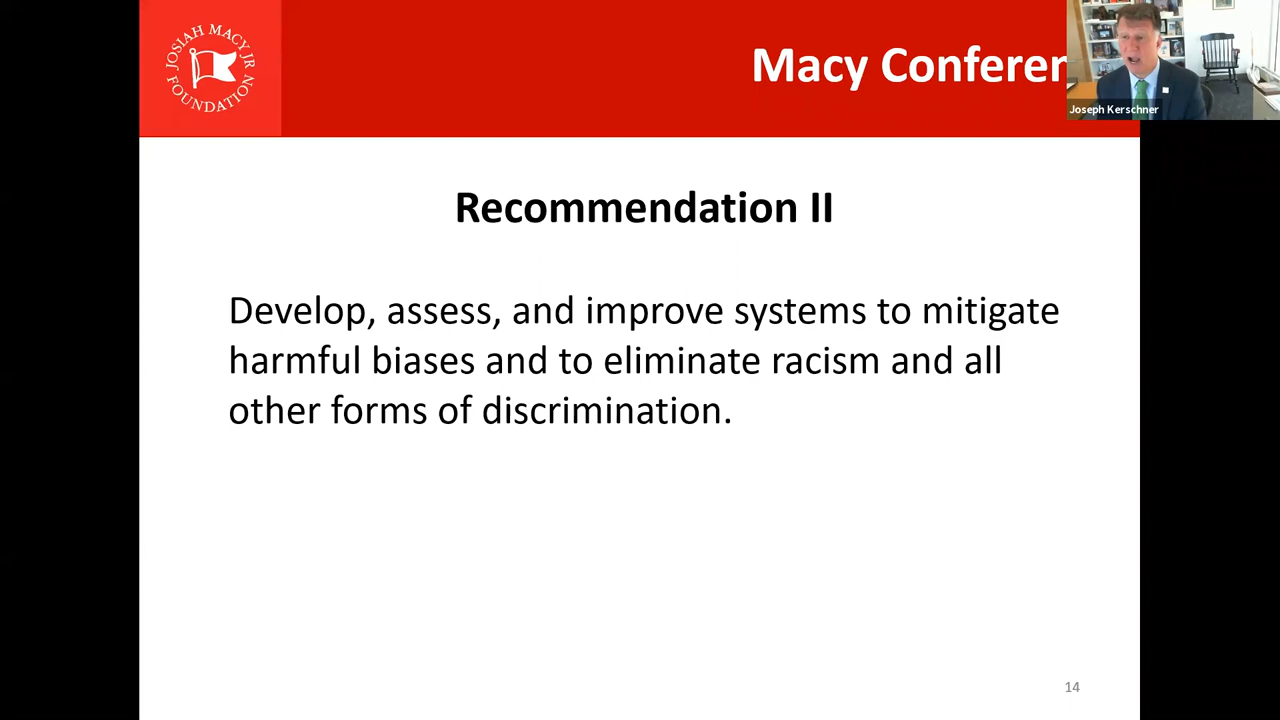 JOSIAH MACY JR
FOUNDATION
Macy Conferen
Joseph Kerschner
Recommendation II
Develop, assess, and improve systems to mitigate
harmful biases and to eliminate racism and all
other forms of discrimination.
14